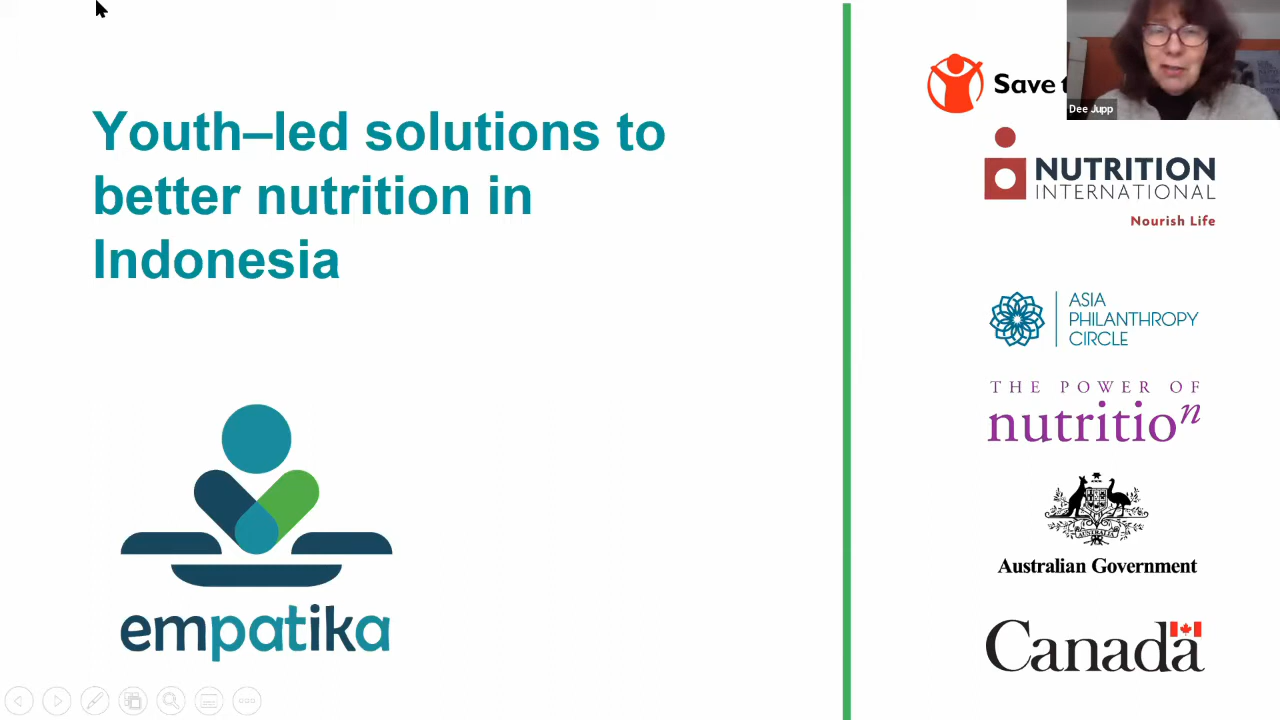 Youth–led solutions to
better nutrition in
Indonesia
empatika
Save t
Dee Jupp
NUTRITION
INTERNATIONAL
Nourish Life
ASIA
PHILANTHROPY
CIRCLE
THE POWER OF
nutrition
AUSTRALIA
Australian Government
Canada